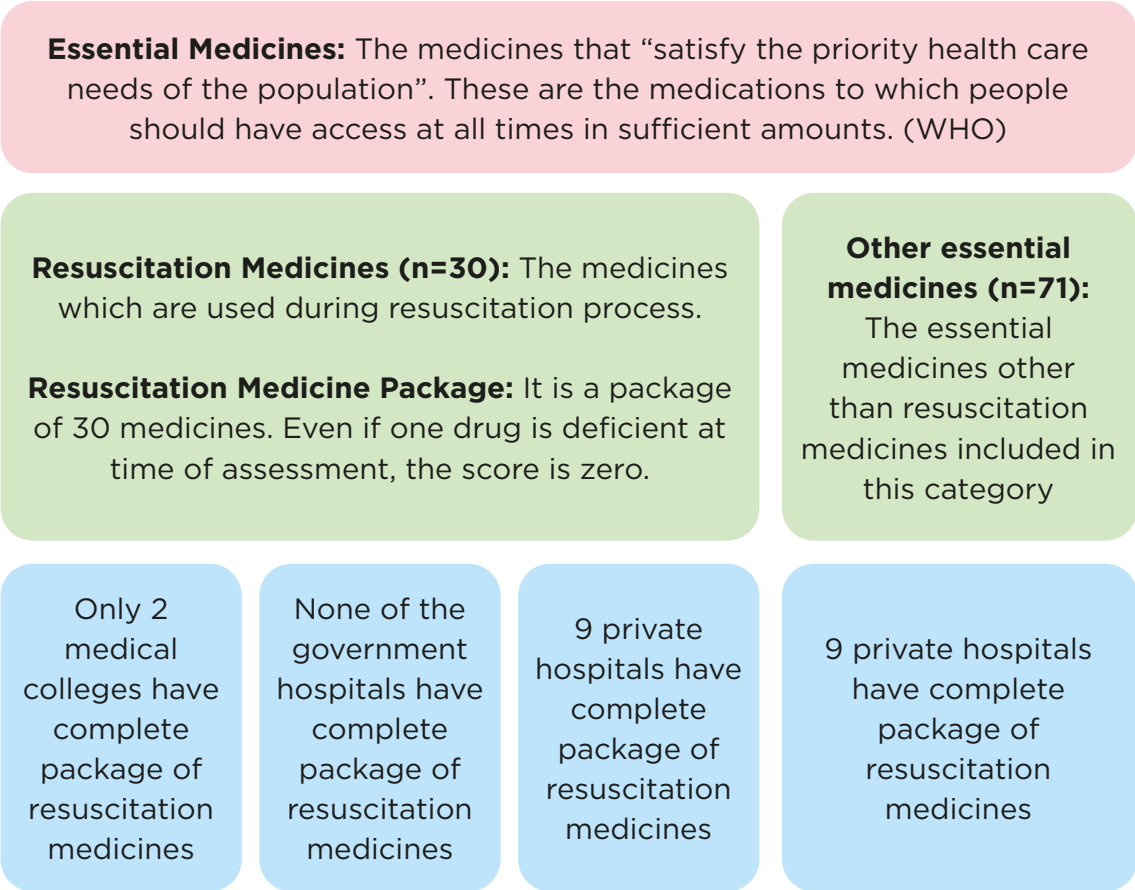 Essential Medicines: The medicines that “satisfy the priority health care
needs of the population”. These are the medications to which people
should have access at all times in sufficient amounts. (WHO)
Resuscitation Medicines (n=30): The medicines
which are used during resuscitation process.
Resuscitation Medicine Package: It is a package
of 30 medicines. Even if one drug is deficient at
time of assessment, the score is zero.
Other essential
medicines (n=71):
The essential
medicines other
than resuscitation
medicines included in
this category
Only 2
medical
colleges have
complete
package of
resuscitation
medicines
None of the
government
hospitals have
complete
package of
resuscitation
medicines
9 private
hospitals have
complete
package of
resuscitation
medicines
9 private hospitals
have complete
package of
resuscitation
medicines